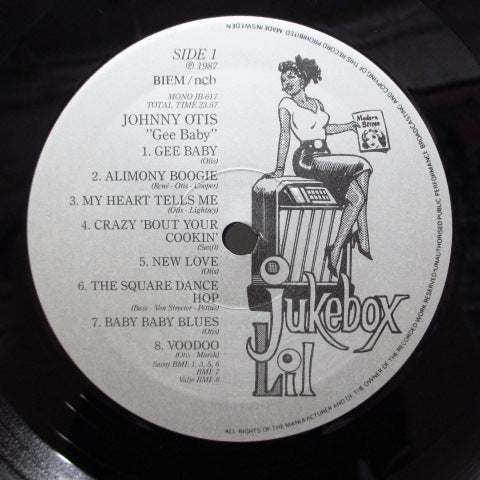 SIDE 1
℗ 1987
BIEM / n©b
MONO JB-617
TOTAL TIME 23.57
JOHNNY OTIS
"Gee Baby"
1. GEE BABY
(Otis)
2. ALIMONY BOOGIE
(René - Otis - Cooper)
3. MY HEART TELLS ME
(Otis - Lightsey)
4. CRAZY 'BOUT YOUR
COOKIN'
(Swift)
5. NEW LOVE
(Otis)
6. THE SQUARE DANCE
HOP
(Bass - Von Streeter - Pettus)
7. BABY BABY BLUES
(Otis)
8. VOODOO
(Otis - Marsk)
Savoy BMI: 1, 3, 5, 6
BMI: 7
Valjo BMI: 8
Modern
Screen
Jukebox
Lil
ALL RIGHTS OF THE MANUFACTURER AND OF THE OWNER OF THE RECORDED WORK RESERVED•UNAUTHORISED PUBLIC PERFORMANCE, BROADCASTING AND COPYING OF THIS RECORD PROHIBITED. MADE IN SWEDEN